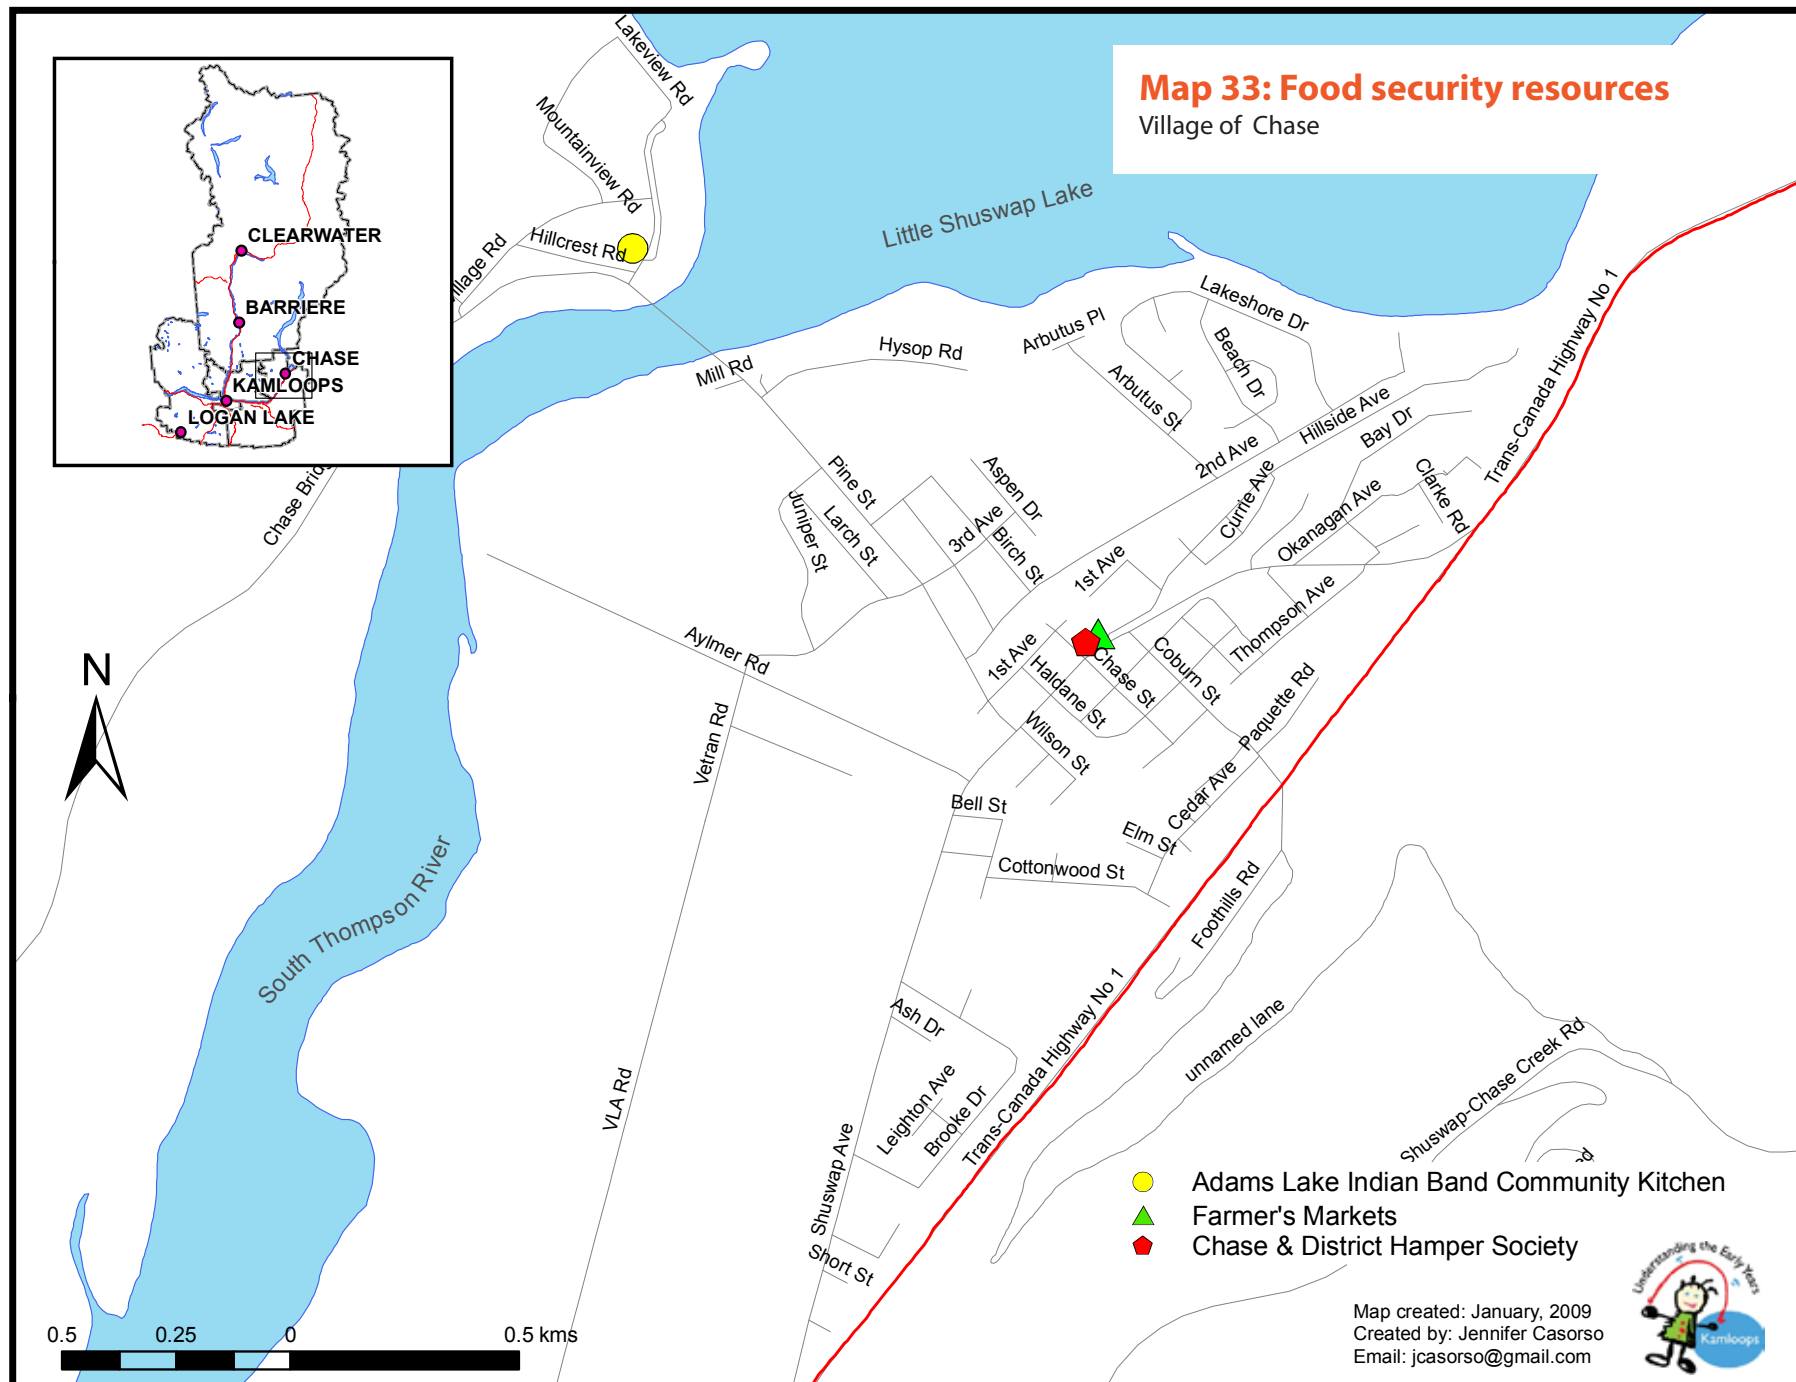 Map 33: Food security resources
Village of Chase
CLEARWATER
BARRIERE
CHASE
KAMLOOPS
LOGAN LAKE
Lakeview Rd
Mountainview Rd
Hillcrest Rd
Little Shuswap Lake
Lakeshore Dr
Beach Dr
Arbutus Pl
Arbutus St
Hysop Rd
Mill Rd
Hillside Ave
Bay Dr
2nd Ave
Currie Ave
Clarke Rd
Okanagan Ave
Trans-Canada Highway No 1
Pine St
Aspen Dr
3rd Ave
Birch St
Juniper St
Larch St
1st Ave
Thompson Ave
Chase
Aylmer Rd
1st Ave
Haldane St
Chase St
Coburn St
Wilson St
Paquette Rd
N
Vetran Rd
Bell St
Cedar Ave
Elm St
Cottonwood St
Foothills Rd
South Thompson River
Ash Dr
Trans-Canada Highway No 1
unnamed lane
Shuswap-Chase Creek Rd
VLA Rd
Leighton Ave
Brooke Dr
Shuswap Ave
Short St
Adams Lake Indian Band Community Kitchen
Farmer's Markets
Chase & District Hamper Society
Understanding the Early Years
Kamloops
Map created: January, 2009
Created by: Jennifer Casorso
Email: jcasorso@gmail.com
0.5 0.25 0 0.5 kms